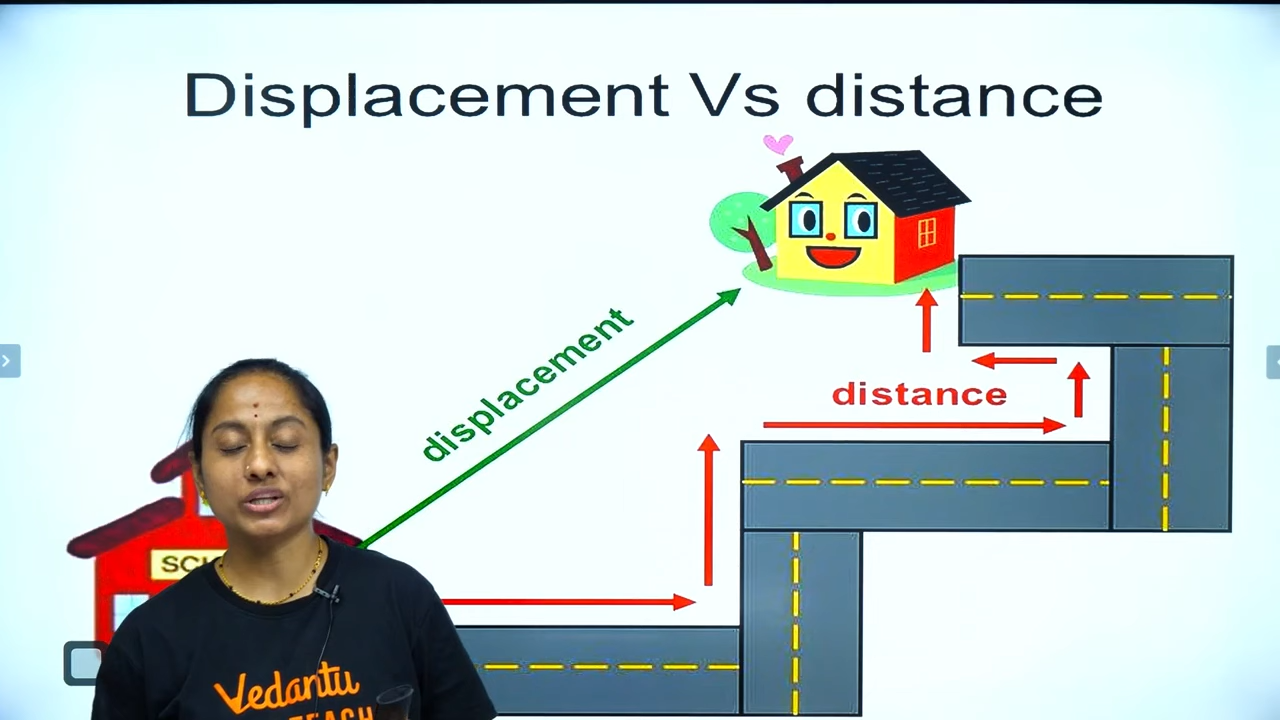 Displacement Vs distance
displacement
distance
Vedantu